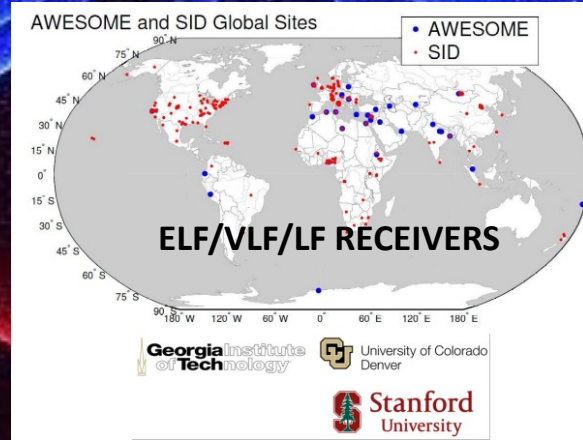 AWESOME and SID Global Sites
AWESOME
SID
90° N
75° N
60° N
45° N
30° N
15° N
0°
15° S
30° S
45° S
60° S
75° S
90° S
ELF/VLF/LF RECEIVERS
180° W 120° W 60° W 0° 60° E 120° E 180° E
Georgia Institute
of Technology
University of Colorado
Denver
Stanford
University